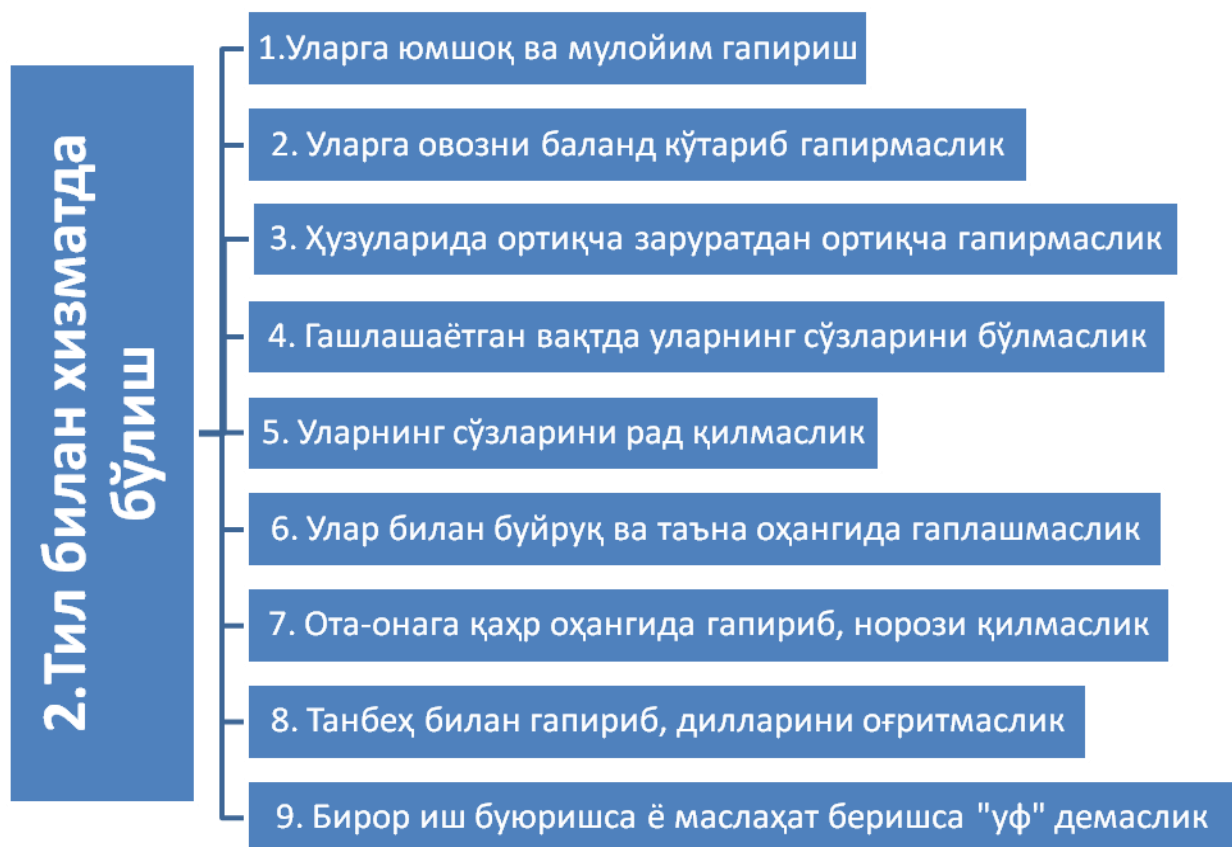 2.Тил билан хизматда
бўлиш
1.Уларга юмшоқ ва мулойим гапириш
2. Уларга овозни баланд кўтариб гапирмаслик
3. Ҳузуларида ортиқча заруратдан ортиқча гапирмаслик
4. Гашлашаётган вақтда уларнинг сўзларини бўлмаслик
5. Уларнинг сўзларини рад қилмаслик
6. Улар билан буйруқ ва таъна оҳангида гаплашмаслик
7. Ота-онага қаҳр оҳангида гапириб, норози қилмаслик
8. Танбеҳ билан гапириб, дилларини оғритмаслик
9. Бирор иш буюришса ё маслаҳат беришса "уф" демаслик